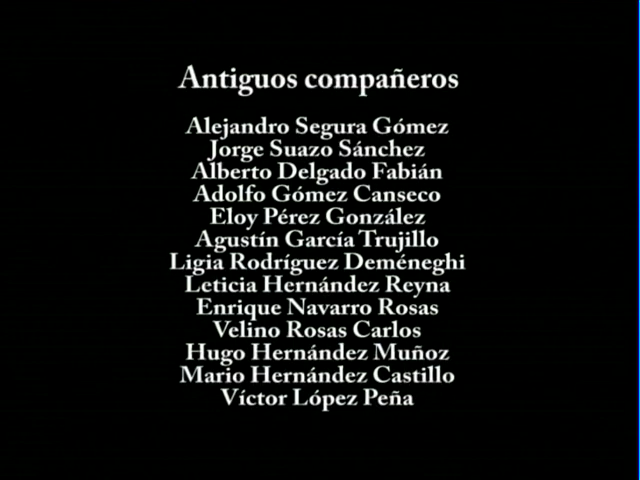 Antiguos compañeros
Alejandro Segura Gómez
Jorge Suazo Sánchez
Alberto Delgado Fabián
Adolfo Gómez Canseco
Eloy Pérez González
Agustín García Trujillo
Ligia Rodríguez Deméneghi
Leticia Hernández Reyna
Enrique Navarro Rosas
Velino Rosas Carlos
Hugo Hernández Muñoz
Mario Hernández Castillo
Víctor López Peña